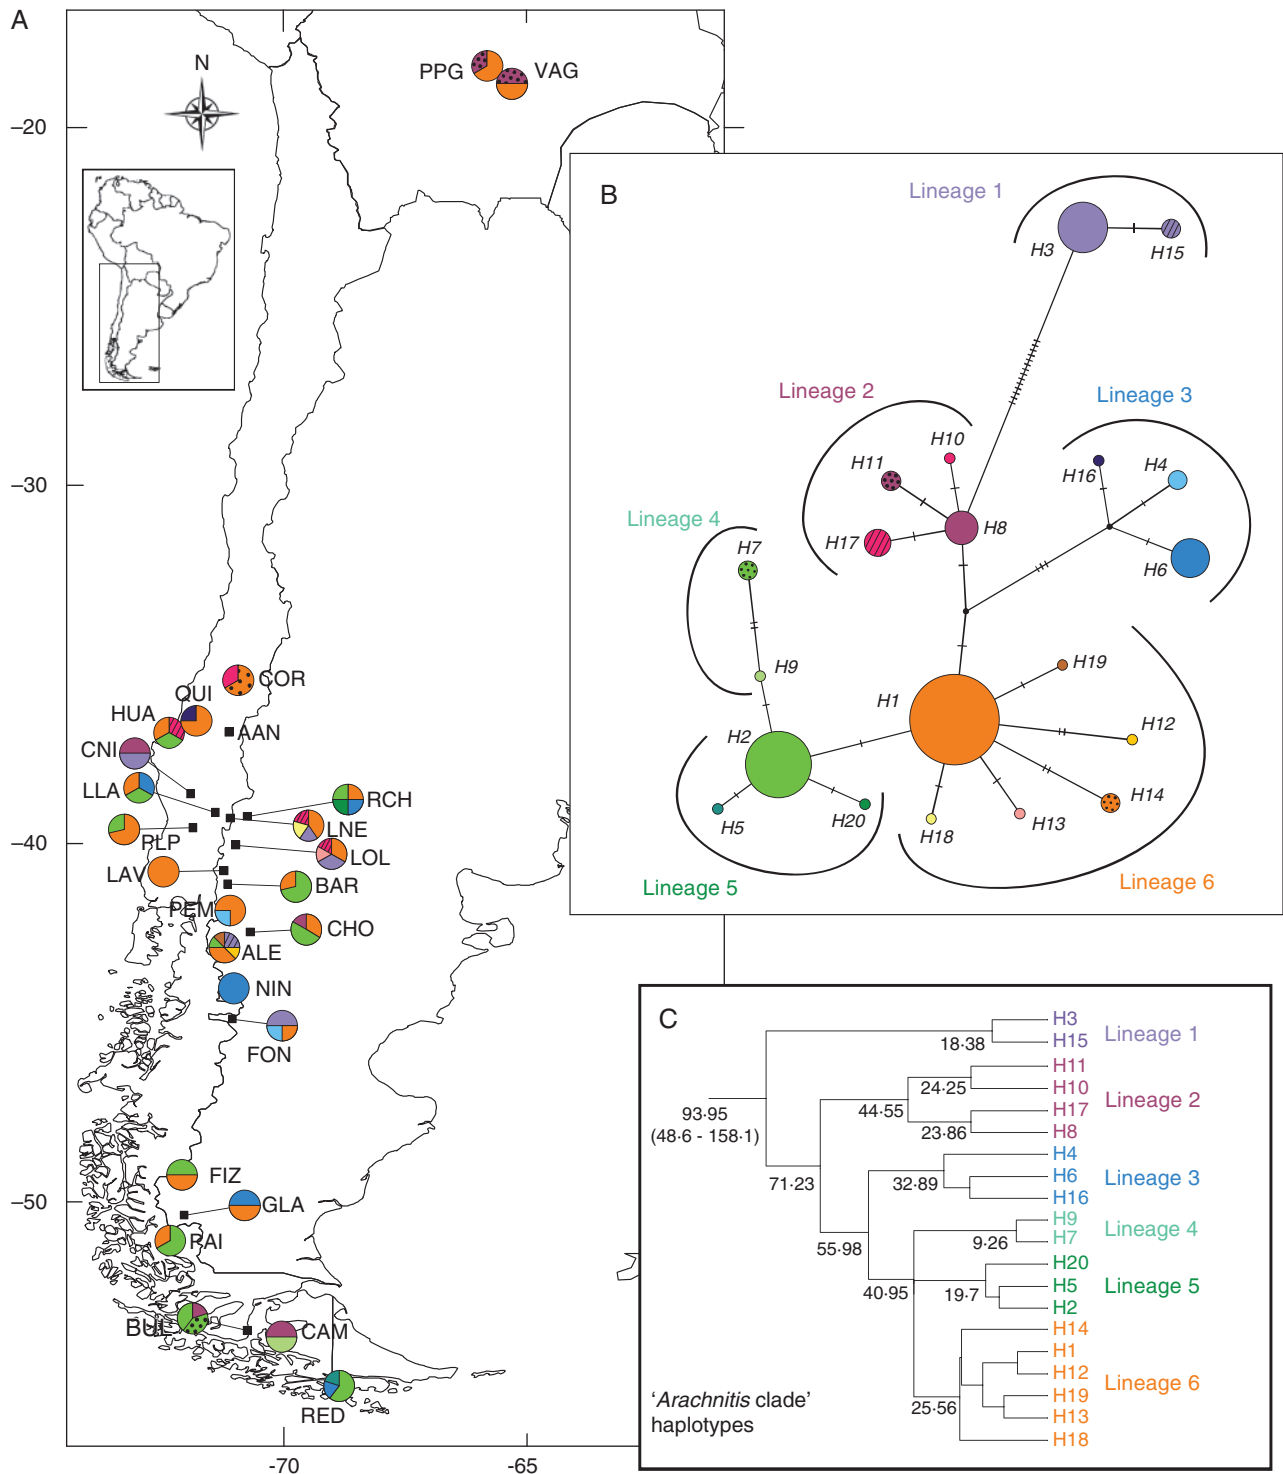 A
N
PPG
VAG
–20
–30
–40
–50
-70
-65
COR
QUI
HUA
AAN
CNI
LLA
RCH
LNE
PLP
LOL
LAV
BAR
PEM
CHO
ALE
NIN
FON
FIZ
GLA
PAI
BUL
CAM
RED
B
Lineage 1
H3
H15
Lineage 2
Lineage 3
H10
H11
H16
H4
H8
H17
H6
Lineage 4
H7
H9
H19
H1
H2
H12
H14
H5
H20
H18
H13
Lineage 5
Lineage 6
C
H3
H15
Lineage 1
18·38
H11
H10
24·25
H17
Lineage 2
44·55
H8
23·86
93·95
(48·6 - 158·1)
H4
H6
Lineage 3
32·89
H16
71·23
H9
H7
Lineage 4
9·26
55·98
H20
H5
Lineage 5
40·95
19·7
H2
H14
H1
H12
Lineage 6
H19
25·56
H13
H18
‘Arachnitis clade’
haplotypes